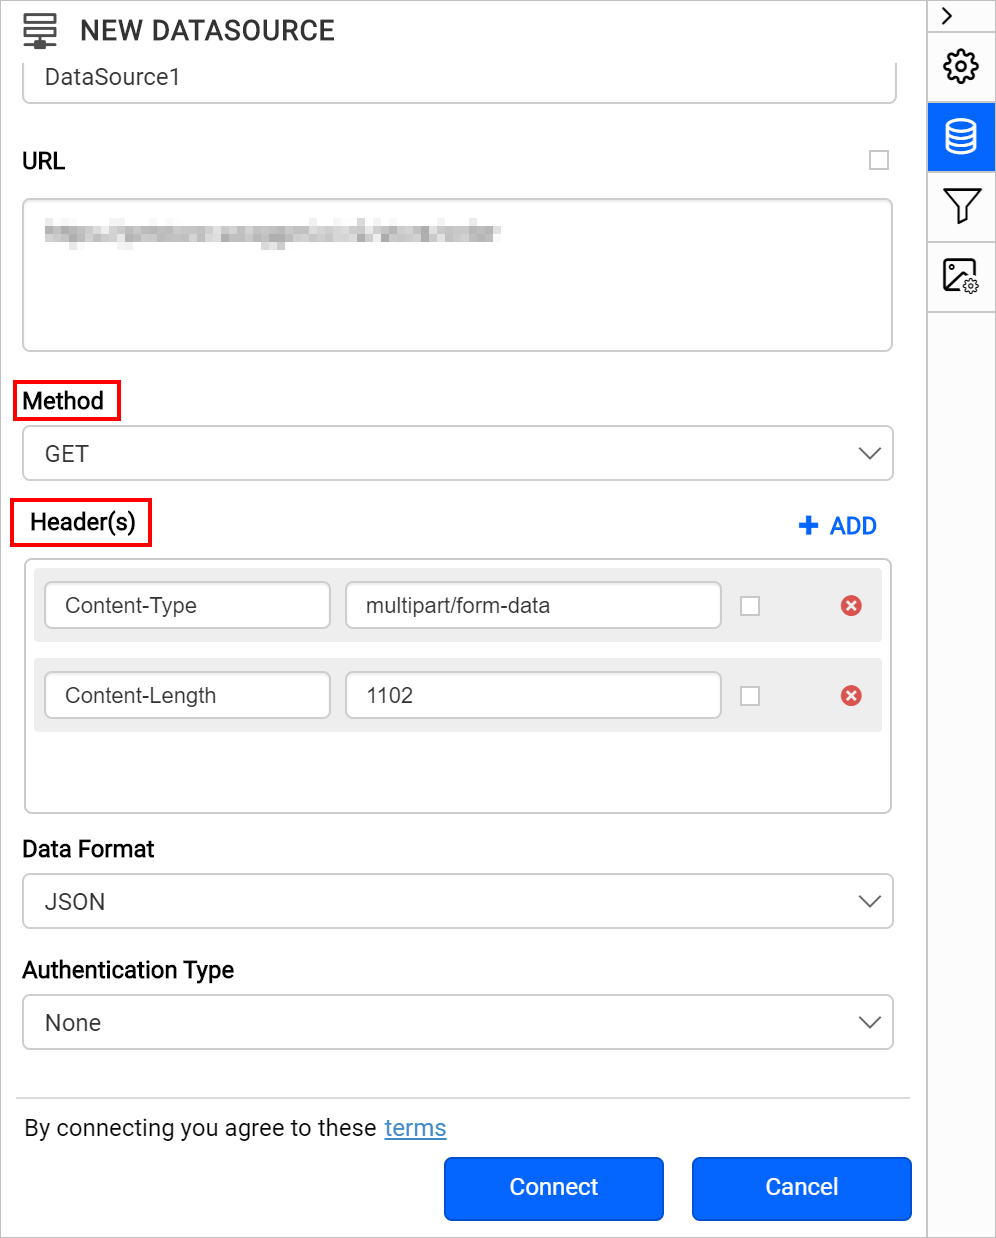 NEW DATASOURCE
DataSource1
URL
Method
GET
Header(s)
ADD
Content-Type multipart/form-data
Content-Length 1102
Data Format
JSON
Authentication Type
None
By connecting you agree to these terms
Connect Cancel